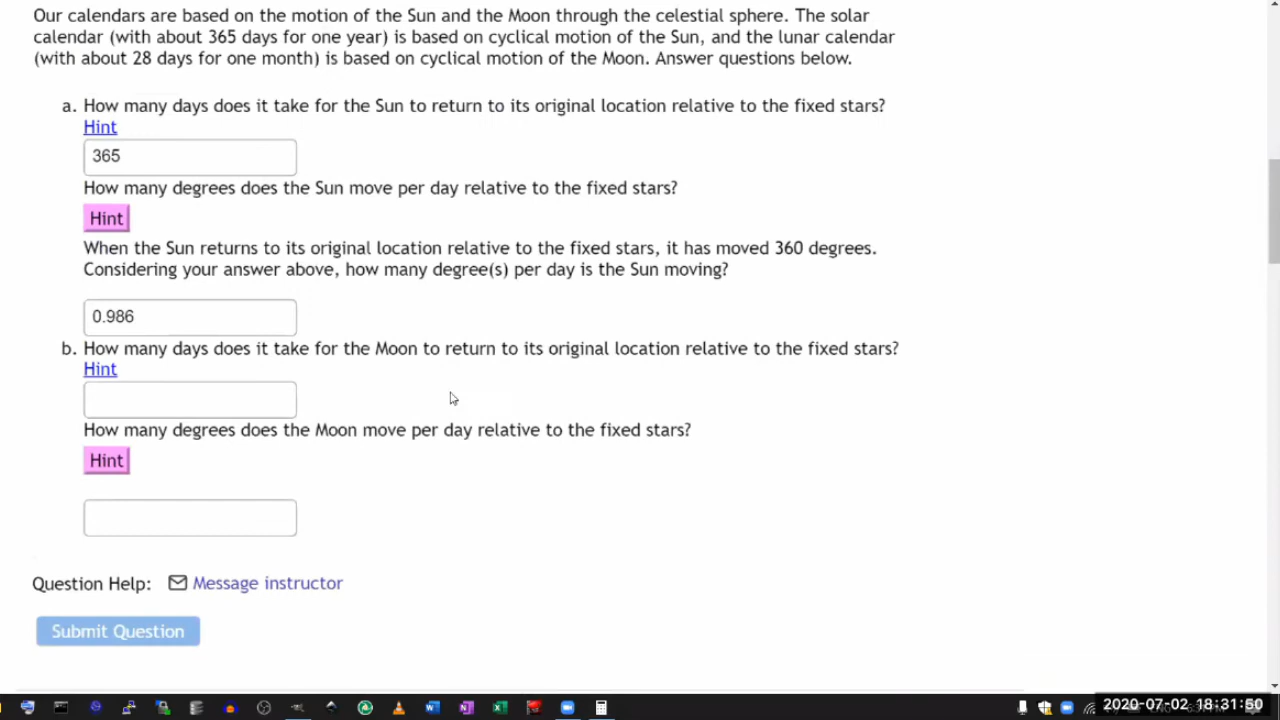 Our calendars are based on the motion of the Sun and the Moon through the celestial sphere. The solar
calendar (with about 365 days for one year) is based on cyclical motion of the Sun, and the lunar calendar
(with about 28 days for one month) is based on cyclical motion of the Moon. Answer questions below.
a. How many days does it take for the Sun to return to its original location relative to the fixed stars?
Hint
365
How many degrees does the Sun move per day relative to the fixed stars?
Hint
When the Sun returns to its original location relative to the fixed stars, it has moved 360 degrees.
Considering your answer above, how many degree(s) per day is the Sun moving?
0.986
b. How many days does it take for the Moon to return to its original location relative to the fixed stars?
Hint
How many degrees does the Moon move per day relative to the fixed stars?
Hint
Question Help: Message instructor
Submit Question
2020-07-02 18:31:50